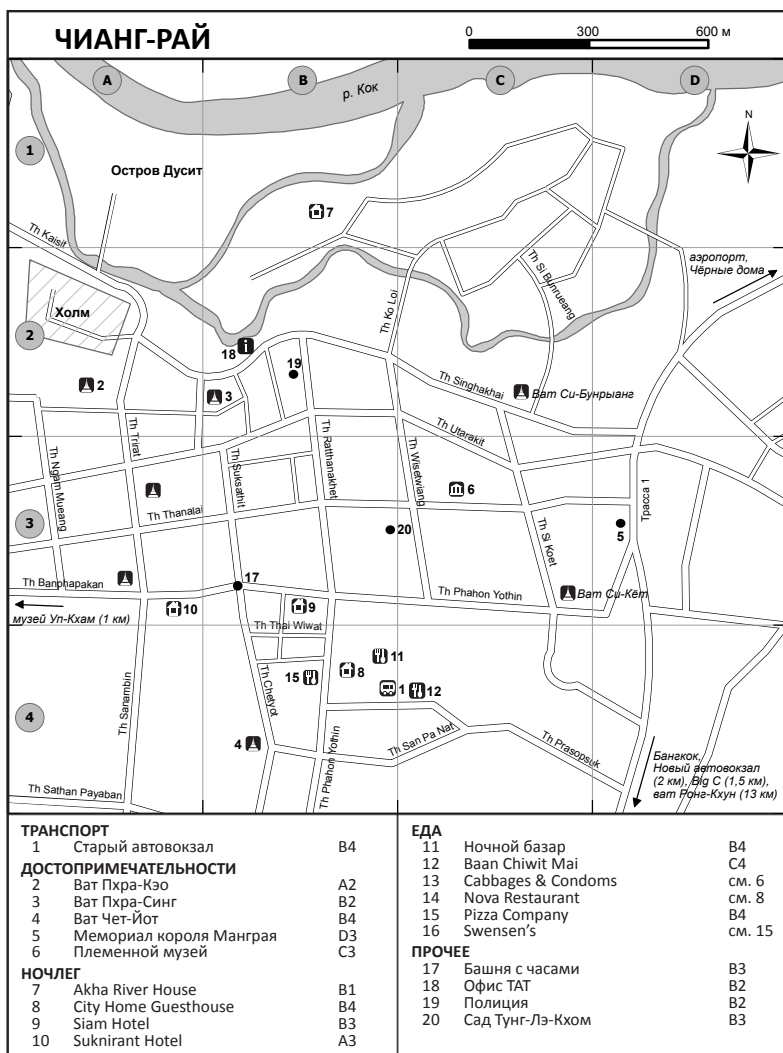 ЧИАНГ-РАЙ
0 300 600 м
A B C D
р. Кок
1
N
Остров Дусит
7
Th Kaisit
аэропорт,
Чёрные дома
Th Si Bunrueang
Th Ko Loi
Холм
2
18
19
2
3
Th Singhakhai
Ват Си-Бунрыанг
Th Utarakit
Th Trirat
Th Ngam Mueang
Th Suksathit
Th Ratthanakhet
Th Wisetwiang
6
Трасса 1
3
Th Thanalai
20
5
Th Si Koet
17
Th Banphapakan
Th Phahon Yothin
Ват Си-Кёт
музей Уп-Кхам (1 км)
10
9
Th Thai Wiwat
11
8
15
1
12
4
Th Sanambin
Th Chetyot
4
Th San Pa Nat
Th Prasopsuk
Th Phahon Yothin
Th Sathan Payaban
Бангкок,
Новый автовокзал
(2 км), Big C (1,5 км),
ват Ронг-Кхун (13 км)
ТРАНСПОРТ
1 Старый автовокзал B4
ДОСТОПРИМЕЧАТЕЛЬНОСТИ
2 Ват Пхра-Кэо A2
3 Ват Пхра-Синг B2
4 Ват Чет-Йот B4
5 Мемориал короля Манграя D3
6 Племенной музей C3
НОЧЛЕГ
7 Akha River House B1
8 City Home Guesthouse B4
9 Siam Hotel B3
10 Suknirant Hotel A3
ЕДА
11 Ночной базар B4
12 Baan Chiwit Mai C4
13 Cabbages & Condoms см. 6
14 Nova Restaurant см. 8
15 Pizza Company B4
16 Swensen's см. 15
ПРОЧЕЕ
17 Башня с часами B3
18 Офис ТАТ B2
19 Полиция B2
20 Сад Тунг-Лэ-Кхом B3